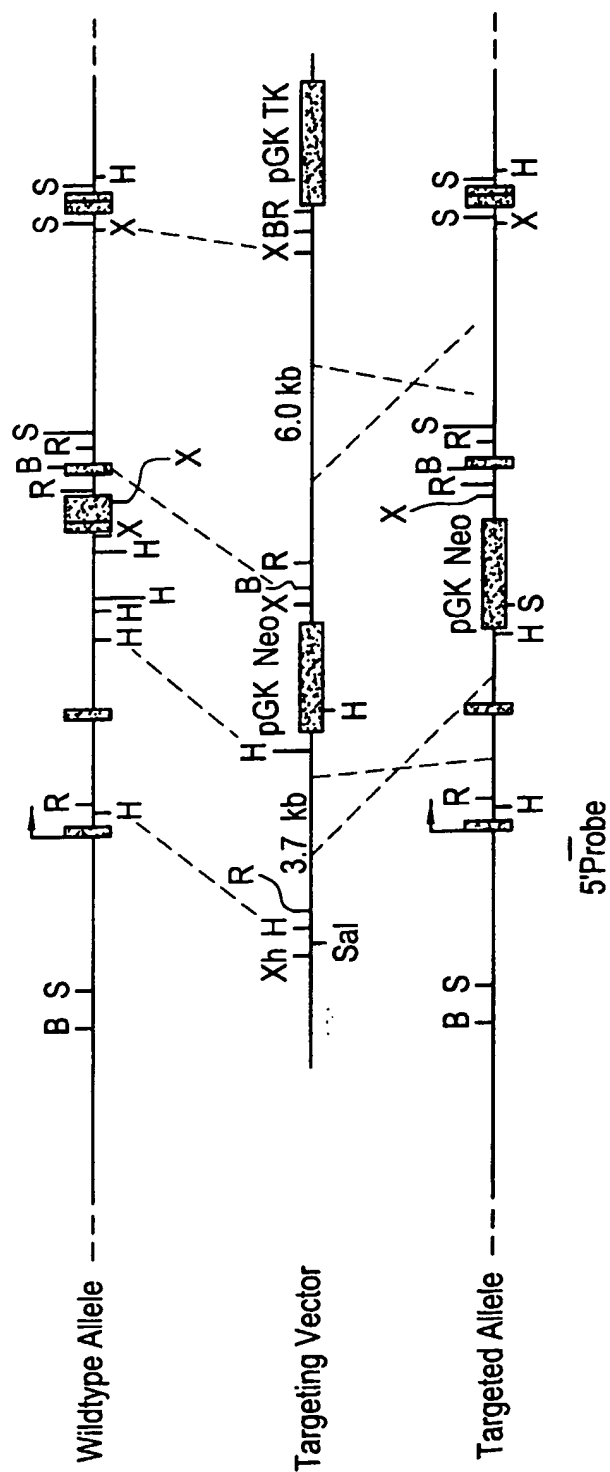 B S R R B R S S S
Wildtype Allele
H H H H H X X X H
Xh H R 3.7 kb H pGK Neo X B R 6.0 kb X B R pGK TK
Targeting Vector
Sal H
B S R pGK Neo X R B R S S S
Targeted Allele
H H S X H
5'Probe